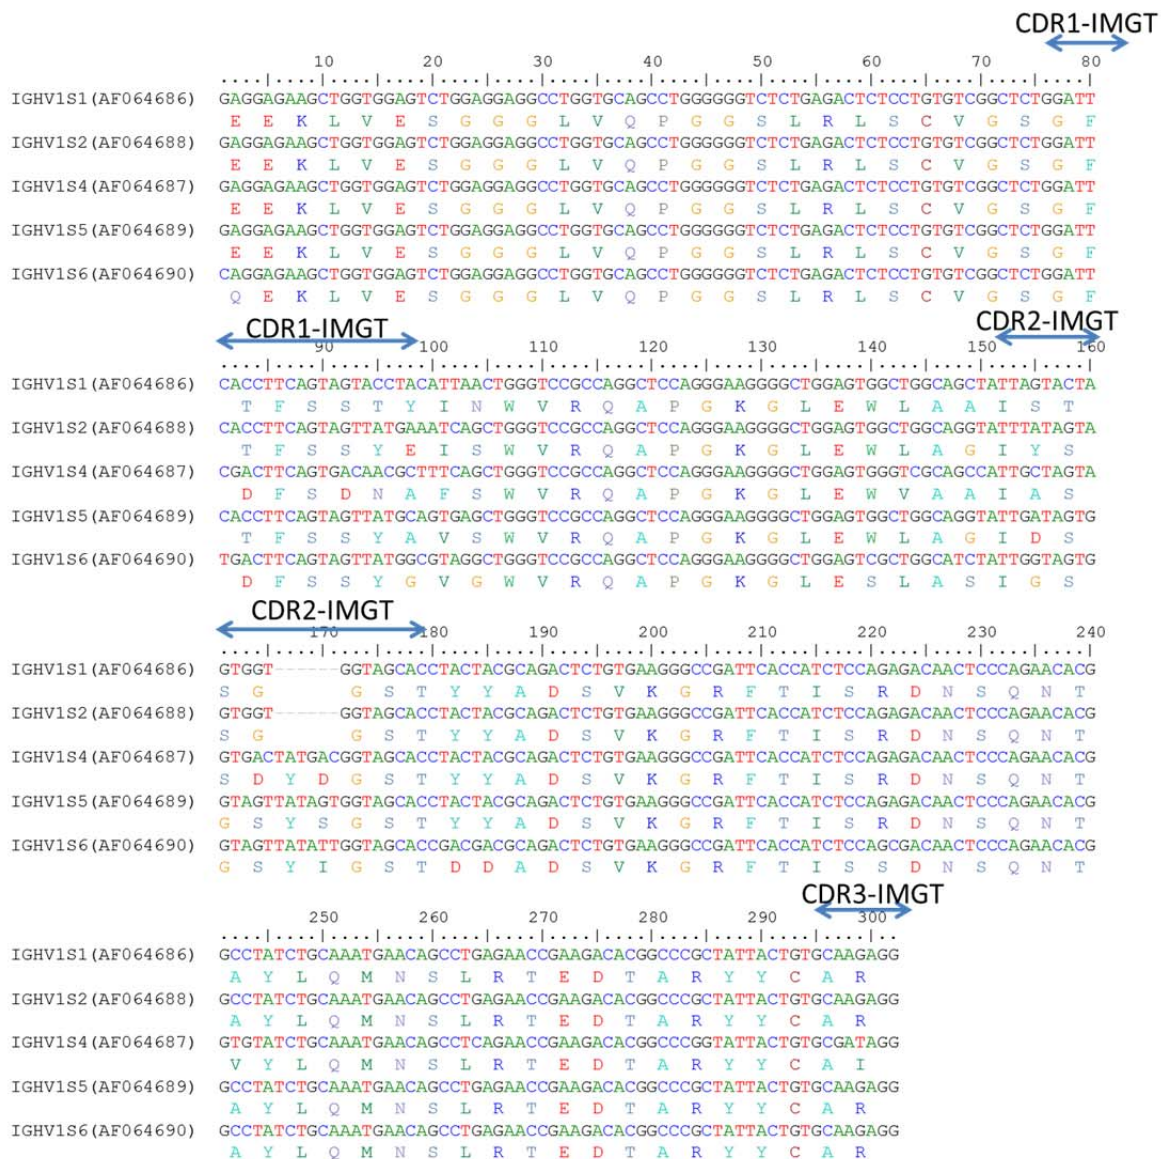 CDR1-IMGT
10 20 30 40 50 60 70 80
IGHV1S1(AF064686) GAGGAGAAGCTGGTGGAGTCTGGAGGAGGCCTGGTGCAGCCTGGGGGGTCTCTGAGACTCTCCTGTGTCGGCTCTGGATT
E E K L V E S G G G L V Q P G G S L R L S C V G S G F
IGHV1S2(AF064688) GAGGAGAAGCTGGTGGAGTCTGGAGGAGGCCTGGTGCAGCCTGGGGGGTCTCTGAGACTCTCCTGTGTCGGCTCTGGATT
E E K L V E S G G G L V Q P G G S L R L S C V G S G F
IGHV1S4(AF064687) GAGGAGAAGCTGGTGGAGTCTGGAGGAGGCCTGGTGCAGCCTGGGGGGTCTCTGAGACTCTCCTGTGTCGGCTCTGGATT
E E K L V E S G G G L V Q P G G S L R L S C V G S G F
IGHV1S5(AF064689) GAGGAGAAGCTGGTGGAGTCTGGAGGAGGCCTGGTGCAGCCTGGGGGGTCTCTGAGACTCTCCTGTGTCGGCTCTGGATT
E E K L V E S G G G L V Q P G G S L R L S C V G S G F
IGHV1S6(AF064690) CAGGAGAAGCTGGTGGAGTCTGGAGGAGGCCTGGTGCAGCCTGGGGGGTCTCTGAGACTCTCCTGTGTCGGCTCTGGATT
Q E K L V E S G G G L V Q P G G S L R L S C V G S G F
CDR1-IMGT CDR2-IMGT
90 100 110 120 130 140 150 160
IGHV1S1(AF064686) CACCTTCAGTAGTACCTACATTAACTGGGTCCGCCAGGCTCCAGGGAAGGGGCTGGAGTGGCTGGCAGCTATTAGTACTA
T F S S T Y I N W V R Q A P G K G L E W L A A I S T
IGHV1S2(AF064688) CACCTTCAGTAGTTATGAAATCAGCTGGGTCCGCCAGGCTCCAGGGAAGGGGCTGGAGTGGCTGGCAGGTATTTATAGTA
T F S S Y E I S W V R Q A P G K G L E W L A G I Y S
IGHV1S4(AF064687) CGACTTCAGTGACAACGCTTTCAGCTGGGTCCGCCAGGCTCCAGGGAAGGGGCTGGAGTGGGTCGCAGCCATTGCTAGTA
D F S D N A F S W V R Q A P G K G L E W V A A I A S
IGHV1S5(AF064689) CACCTTCAGTAGTTATGCAGTGAGCTGGGTCCGCCAGGCTCCAGGGAAGGGGCTGGAGTGGCTGGCAGGTATTGATAGTG
T F S S Y A V S W V R Q A P G K G L E W L A G I D S
IGHV1S6(AF064690) TGACTTCAGTAGTTATGGCGTAGGCTGGGTCCGCCAGGCTCCAGGGAAGGGGCTGGAGTCGCTGGCATCTATTGGTAGTG
D F S S Y G V G W V R Q A P G K G L E S L A S I G S
CDR2-IMGT
170 180 190 200 210 220 230 240
IGHV1S1(AF064686) GTGGT------GGTAGCACCTACTACGCAGACTCTGTGAAGGGCCGATTCACCATCTCCAGAGACAACTCCCAGAACACG
S G G S T Y Y A D S V K G R F T I S R D N S Q N T
IGHV1S2(AF064688) GTGGT------GGTAGCACCTACTACGCAGACTCTGTGAAGGGCCGATTCACCATCTCCAGAGACAACTCCCAGAACACG
S G G S T Y Y A D S V K G R F T I S R D N S Q N T
IGHV1S4(AF064687) GTGACTATGACGGTAGCACCTACTACGCAGACTCTGTGAAGGGCCGATTCACCATCTCCAGAGACAACTCCCAGAACACG
S D Y D G S T Y Y A D S V K G R F T I S R D N S Q N T
IGHV1S5(AF064689) GTAGTTATAGTGGTAGCACCTACTACGCAGACTCTGTGAAGGGCCGATTCACCATCTCCAGAGACAACTCCCAGAACACG
G S Y S G S T Y Y A D S V K G R F T I S R D N S Q N T
IGHV1S6(AF064690) GTAGTTATATTGGTAGCACCGACGACGCAGACTCTGTGAAGGGCCGATTCACCATCTCCAGCGACAACTCCCAGAACACG
G S Y I G S T D D A D S V K G R F T I S S D N S Q N T
CDR3-IMGT
250 260 270 280 290 300
IGHV1S1(AF064686) GCCTATCTGCAAATGAACAGCCTGAGAACCGAAGACACGGCCCGCTATTACTGTGCAAGAGG
A Y L Q M N S L R T E D T A R Y Y C A R
IGHV1S2(AF064688) GCCTATCTGCAAATGAACAGCCTGAGAACCGAAGACACGGCCCGCTATTACTGTGCAAGAGG
A Y L Q M N S L R T E D T A R Y Y C A R
IGHV1S4(AF064687) GTGTATCTGCAAATGAACAGCCTCAGAACCGAAGACACGGCCCGGTATTACTGTGCGATAGG
V Y L Q M N S L R T E D T A R Y Y C A I
IGHV1S5(AF064689) GCCTATCTGCAAATGAACAGCCTGAGAACCGAAGACACGGCCCGCTATTACTGTGCAAGAGG
A Y L Q M N S L R T E D T A R Y Y C A R
IGHV1S6(AF064690) GCCTATCTGCAAATGAACAGCCTGAGAACCGAAGACACGGCCCGCTATTACTGTGCAAGAGG
A Y L Q M N S L R T E D T A R Y Y C A R